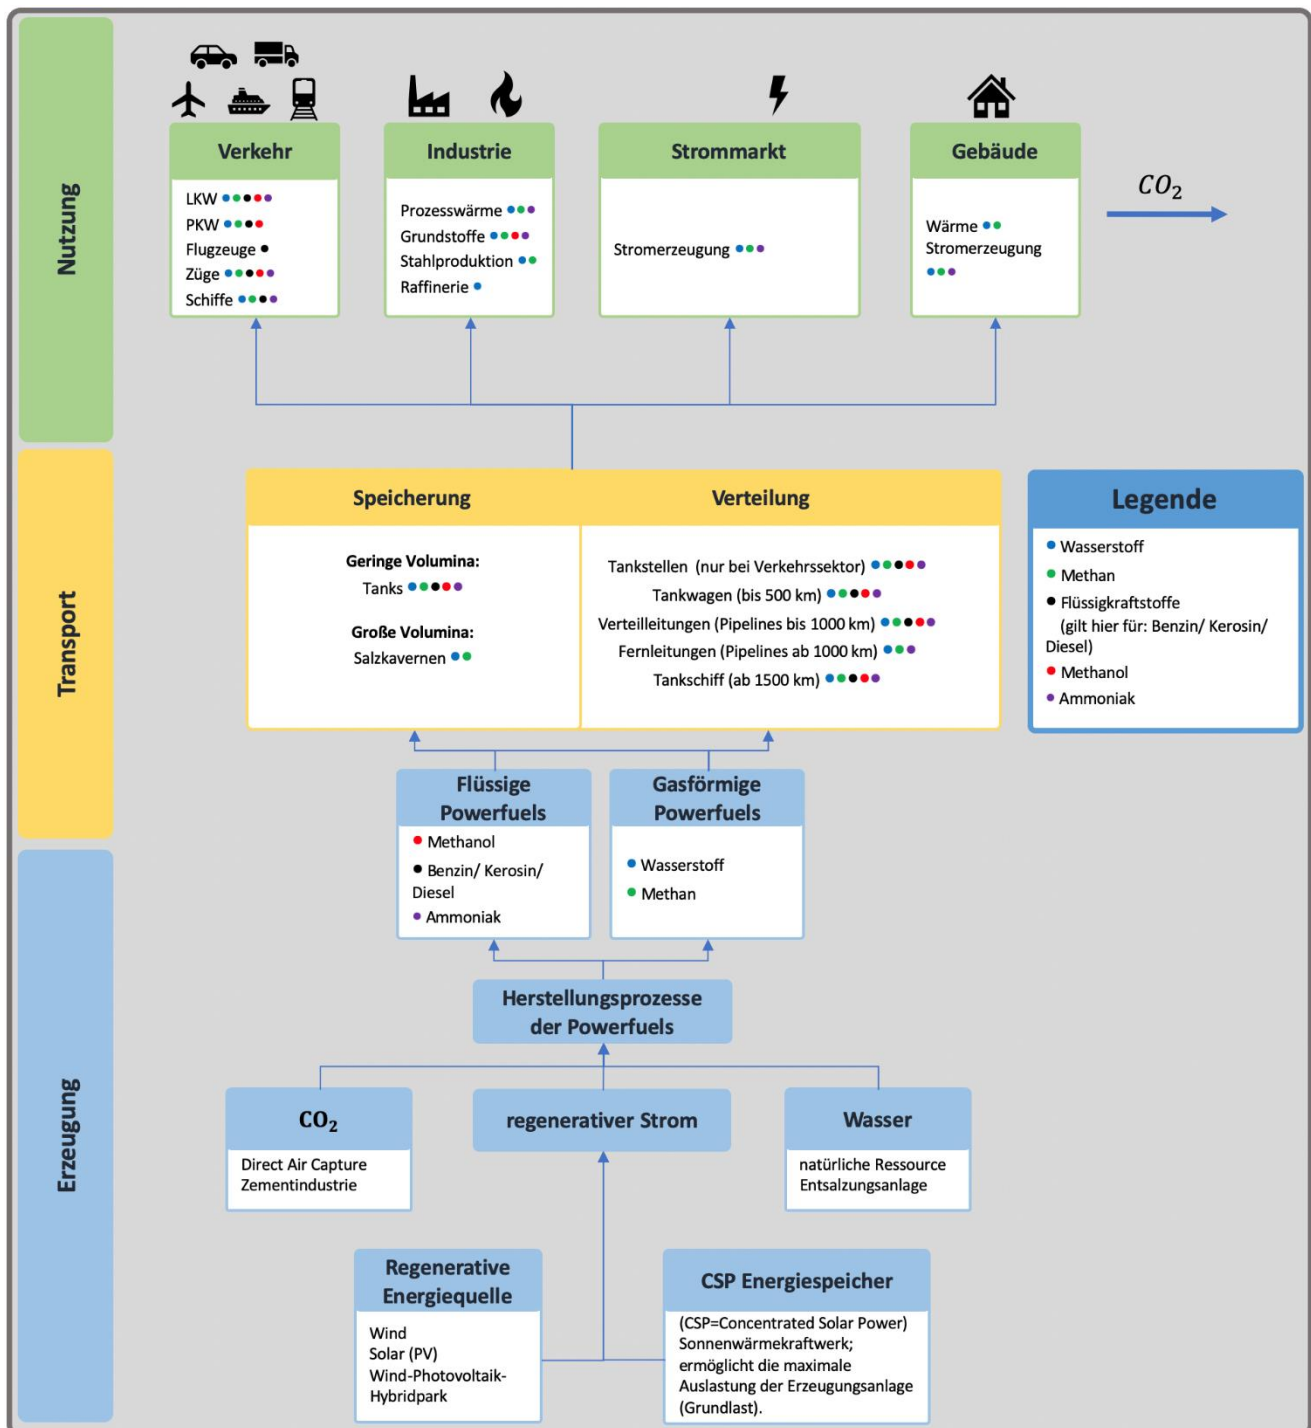 Nutzung
Verkehr
LKW
PKW
Flugzeuge
Züge
Schiffe
Industrie
Prozesswärme
Grundstoffe
Stahlproduktion
Raffinerie
Strommarkt
Stromerzeugung
Gebäude
Wärme
Stromerzeugung
CO₂
Transport
Speicherung
Geringe Volumina:
Tanks
Große Volumina:
Salzkavernen
Verteilung
Tankstellen (nur bei Verkehrssektor)
Tankwagen (bis 500 km)
Verteilleitungen (Pipelines bis 1000 km)
Fernleitungen (Pipelines ab 1000 km)
Tankschiff (ab 1500 km)
Legende
Wasserstoff
Methan
Flüssigkraftstoffe
(gilt hier für: Benzin/ Kerosin/
Diesel)
Methanol
Ammoniak
Flüssige
Powerfuels
Methanol
Benzin/ Kerosin/
Diesel
Ammoniak
Gasförmige
Powerfuels
Wasserstoff
Methan
Erzeugung
Herstellungsprozesse
der Powerfuels
CO₂
Direct Air Capture
Zementindustrie
regenerativer Strom
Wasser
natürliche Ressource
Entsalzungsanlage
Regenerative
Energiequelle
Wind
Solar (PV)
Wind-Photovoltaik-
Hybridpark
CSP Energiespeicher
(CSP=Concentrated Solar Power)
Sonnenwärmekraftwerk;
ermöglicht die maximale
Auslastung der Erzeugungsanlage
(Grundlast).